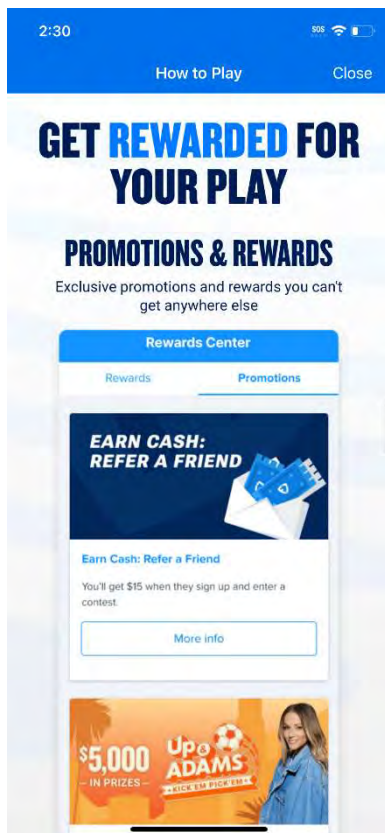 2:30
SOS
How to Play
Close
GET REWARDED FOR
YOUR PLAY
PROMOTIONS & REWARDS
Exclusive promotions and rewards you can't
get anywhere else
Rewards Center
Rewards
Promotions
EARN CASH:
REFER A FRIEND
Earn Cash: Refer a Friend
You'll get $15 when they sign up and enter a
contest.
More info
$5,000
– IN PRIZES –
Up &
ADAMS
• KICK'EM PICK'EM •